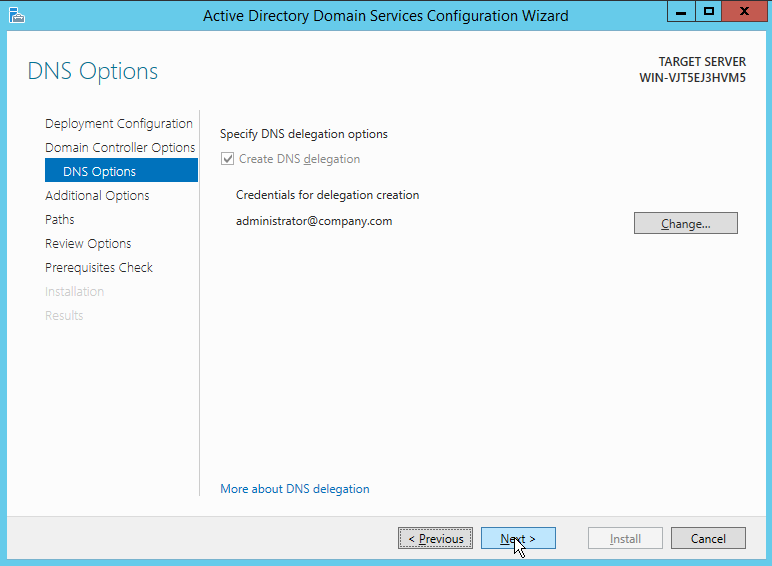 Active Directory Domain Services Configuration Wizard
DNS Options
TARGET SERVER
WIN-VJT5EJ3HVM5
Deployment Configuration
Domain Controller Options
DNS Options
Additional Options
Paths
Review Options
Prerequisites Check
Installation
Results
Specify DNS delegation options
Create DNS delegation
Credentials for delegation creation
administrator@company.com
Change...
More about DNS delegation
< Previous
Next >
Install
Cancel